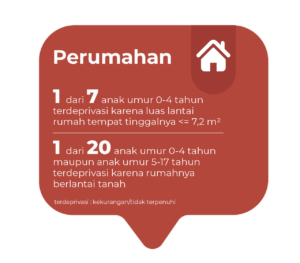 Perumahan
1 dari 7 anak umur 0-4 tahun
terdeprivasi karena luas lantai
rumah tempat tinggalnya <= 7,2 m²
1 dari 20 anak umur 0-4 tahun
maupun anak umur 5-17 tahun
terdeprivasi karena rumahnya
berlantai tanah
terdeprivasi : kekurangan/tidak terpenuhi